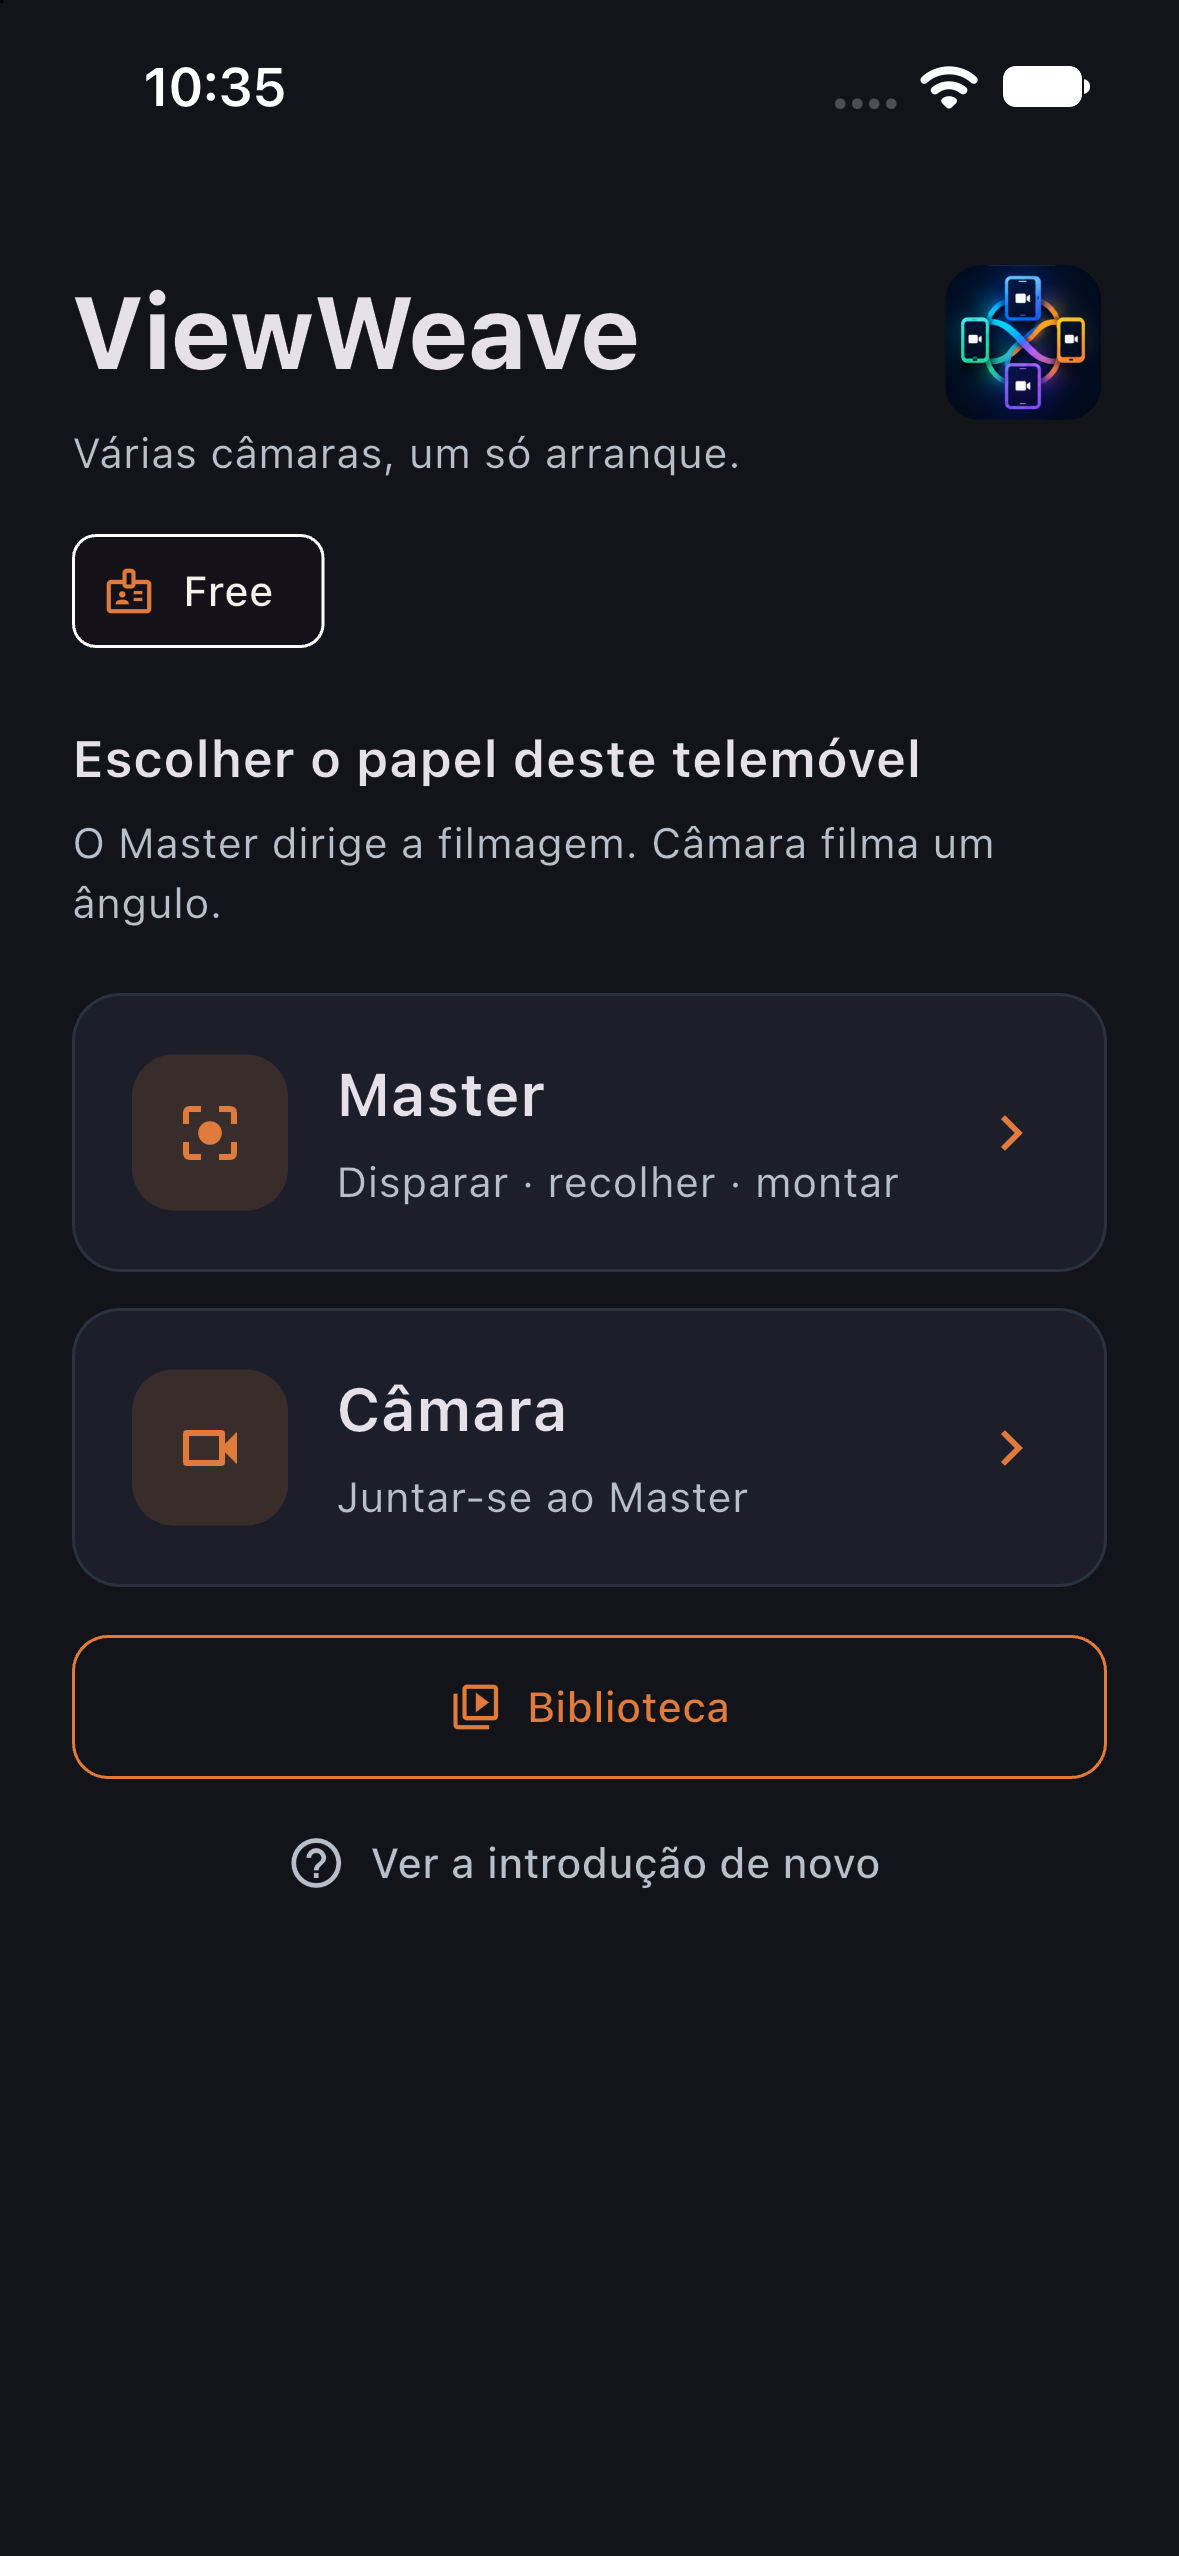 10:35
ViewWeave
Várias câmaras, um só arranque.
Free
Escolher o papel deste telemóvel
O Master dirige a filmagem. Câmara filma um
ângulo.
Master
Disparar · recolher · montar
Câmara
Juntar-se ao Master
Biblioteca
Ver a introdução de novo